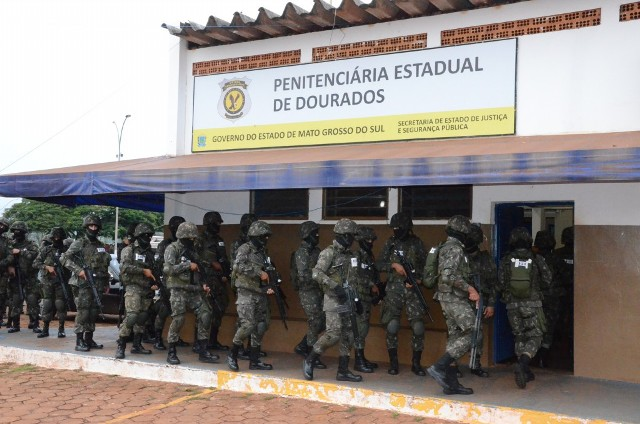 PENITENCIÁRIA ESTADUAL
DE DOURADOS
GOVERNO DO ESTADO DE MATO GROSSO DO SUL
SECRETARIA DE ESTADO DE JUSTIÇA
E SEGURANÇA PÚBLICA